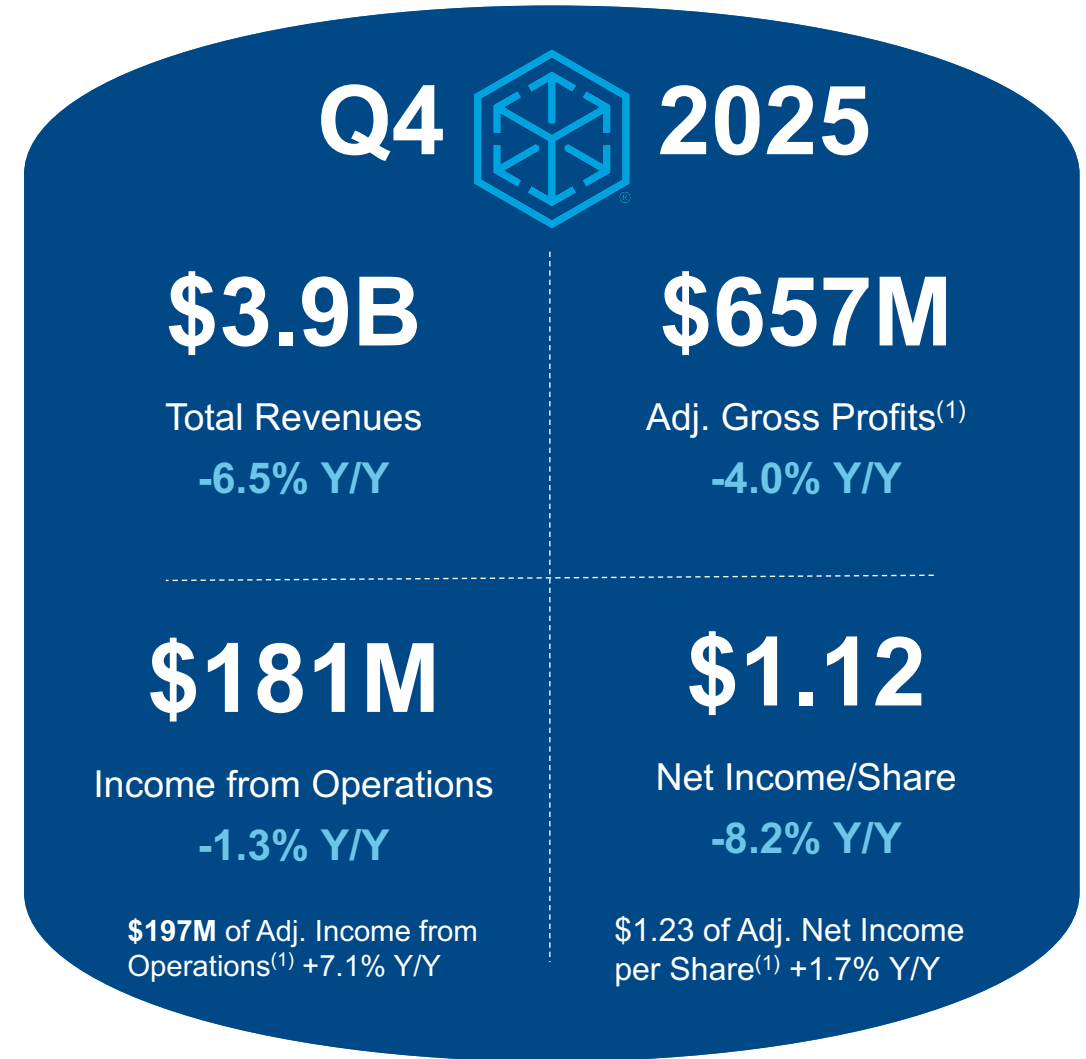 Q4 2025
$3.9B
Total Revenues
-6.5% Y/Y
$657M
Adj. Gross Profits(1)
-4.0% Y/Y
$181M
Income from Operations
-1.3% Y/Y
$197M of Adj. Income from
Operations(1) +7.1% Y/Y
$1.12
Net Income/Share
-8.2% Y/Y
$1.23 of Adj. Net Income
per Share(1) +1.7% Y/Y
®